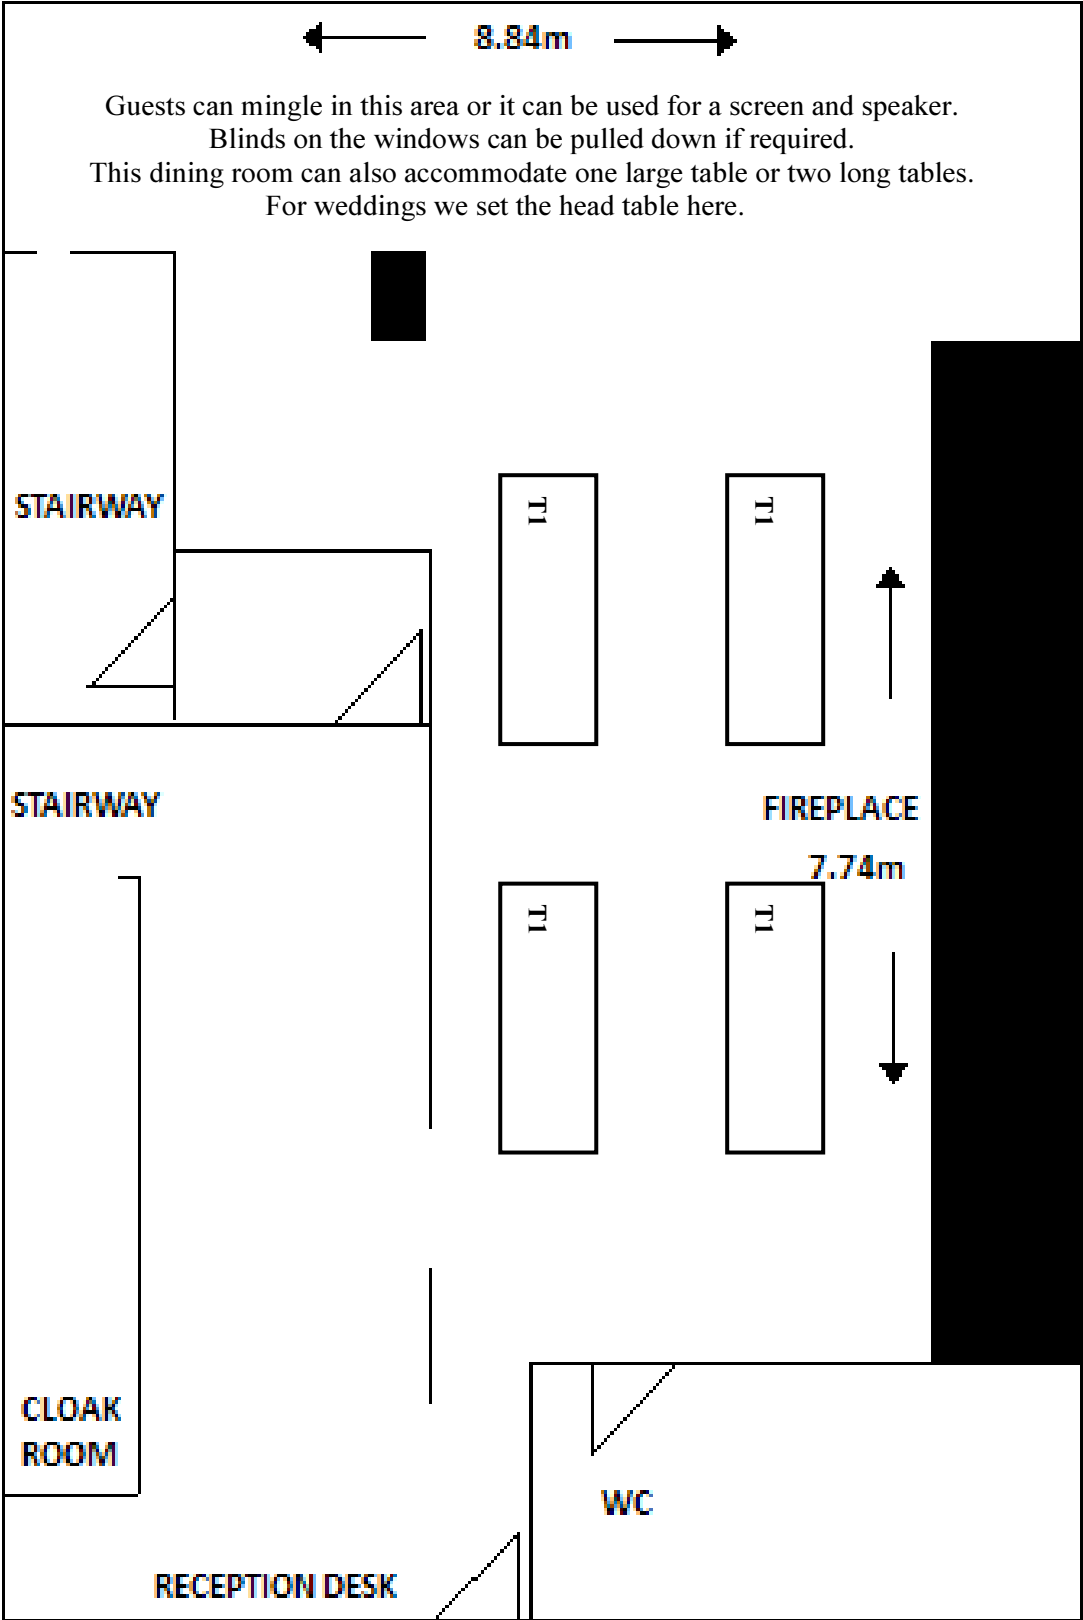 8.84m
Guests can mingle in this area or it can be used for a screen and speaker.
Blinds on the windows can be pulled down if required.
This dining room can also accommodate one large table or two long tables.
For weddings we set the head table here.
STAIRWAY
T1
T1
STAIRWAY
FIREPLACE
7.74m
T1
T1
CLOAK
ROOM
WC
RECEPTION DESK